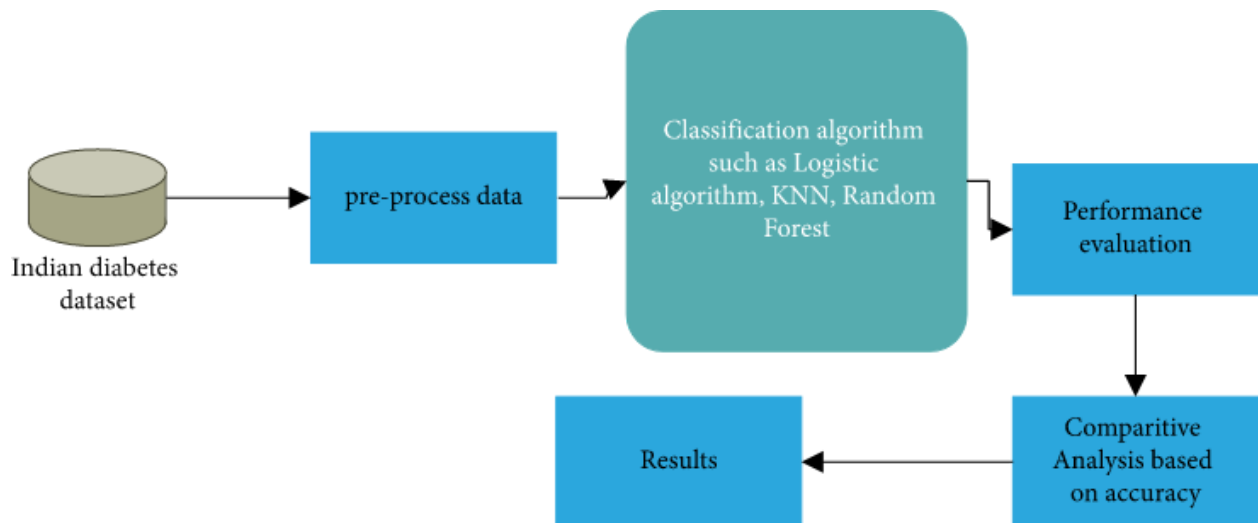 Indian diabetes
dataset
pre-process data
Classification algorithm
such as Logistic
algorithm, KNN, Random
Forest
Performance
evaluation
Comparitive
Analysis based
on accuracy
Results